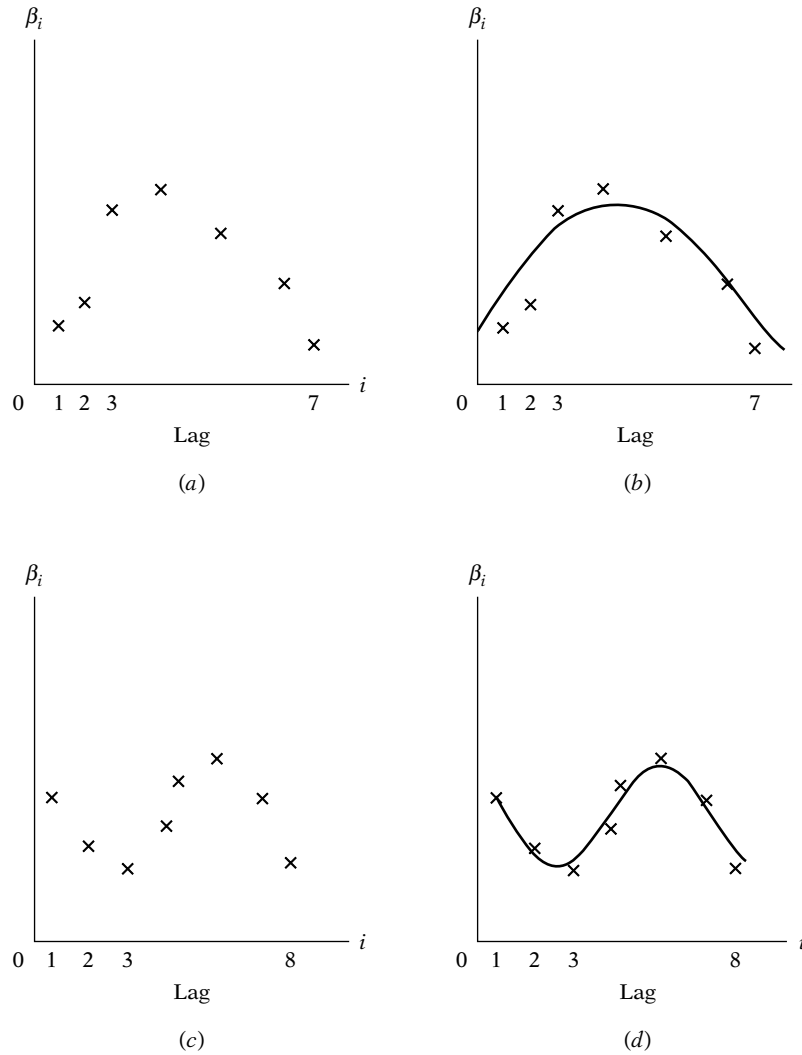 βi βi
0 1 2 3 7 i 0 1 2 3 7 i
Lag Lag
(a) (b)
βi βi
0 1 2 3 8 i 0 1 2 3 8 i
Lag Lag
(c) (d)